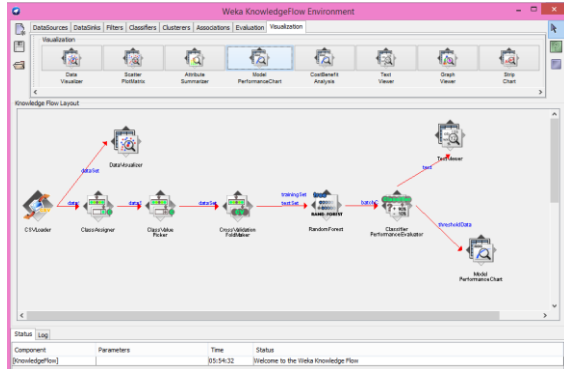 Weka KnowledgeFlow Environment
DataSources DataSinks Filters Classifiers Clusterers Associations Evaluation Visualization
Visualization
Data Visualizer
Scatter PlotMatrix
Attribute Summarizer
Model PerformanceChart
CostBenefit Analysis
Text Viewer
Graph Viewer
Strip Chart
Knowledge Flow Layout
TextViewer
dataSet
DataVisualizer
text
trainingSet
dataSet
dataSet
testSet
CSVLoader
ClassAssigner
ClassValue
Picker
CrossValidation
FoldMaker
RandomForest
Classifier
PerformanceEvaluator
thresholdData
Model
PerformanceChart
Status Log
Component Parameters Time Status
[KnowledgeFlow] 05:54:32 Welcome to the Weka Knowledge Flow